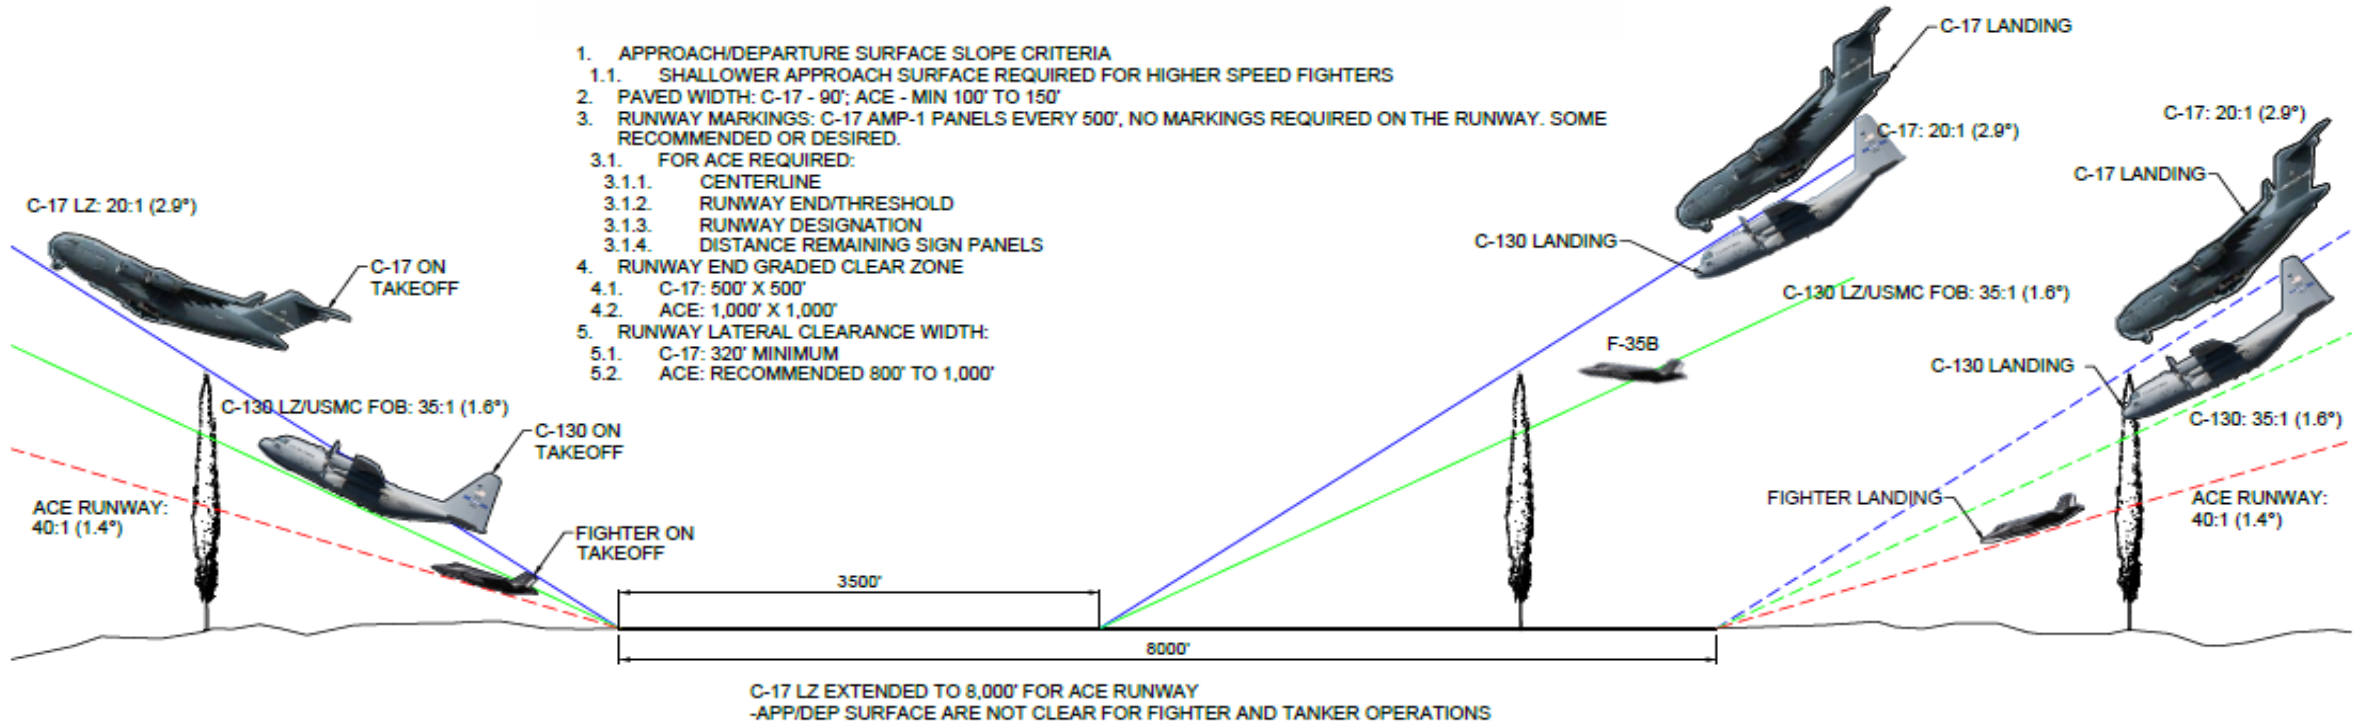 1. APPROACH/DEPARTURE SURFACE SLOPE CRITERIA
1.1. SHALLOWER APPROACH SURFACE REQUIRED FOR HIGHER SPEED FIGHTERS
2. PAVED WIDTH: C-17 - 90'; ACE - MIN 100' TO 150'
3. RUNWAY MARKINGS: C-17 AMP-1 PANELS EVERY 500', NO MARKINGS REQUIRED ON THE RUNWAY. SOME
RECOMMENDED OR DESIRED.
3.1. FOR ACE REQUIRED:
3.1.1. CENTERLINE
3.1.2. RUNWAY END/THRESHOLD
3.1.3. RUNWAY DESIGNATION
3.1.4. DISTANCE REMAINING SIGN PANELS
4. RUNWAY END GRADED CLEAR ZONE
4.1. C-17: 500' X 500'
4.2. ACE: 1,000' X 1,000'
5. RUNWAY LATERAL CLEARANCE WIDTH:
5.1. C-17: 320' MINIMUM
5.2. ACE: RECOMMENDED 800' TO 1,000'
C-17 LZ: 20:1 (2.9°)
C-17 ON
TAKEOFF
C-130 LZ/USMC FOB: 35:1 (1.6°)
C-130 ON
TAKEOFF
ACE RUNWAY:
40:1 (1.4°)
FIGHTER ON
TAKEOFF
C-17 LANDING
C-17: 20:1 (2.9°)
C-130 LANDING
C-130 LZ/USMC FOB: 35:1 (1.6°)
F-35B
C-17: 20:1 (2.9°)
C-17 LANDING
C-130 LANDING
C-130: 35:1 (1.6°)
FIGHTER LANDING
ACE RUNWAY:
40:1 (1.4°)
3500'
8000'
C-17 LZ EXTENDED TO 8,000' FOR ACE RUNWAY
-APP/DEP SURFACE ARE NOT CLEAR FOR FIGHTER AND TANKER OPERATIONS